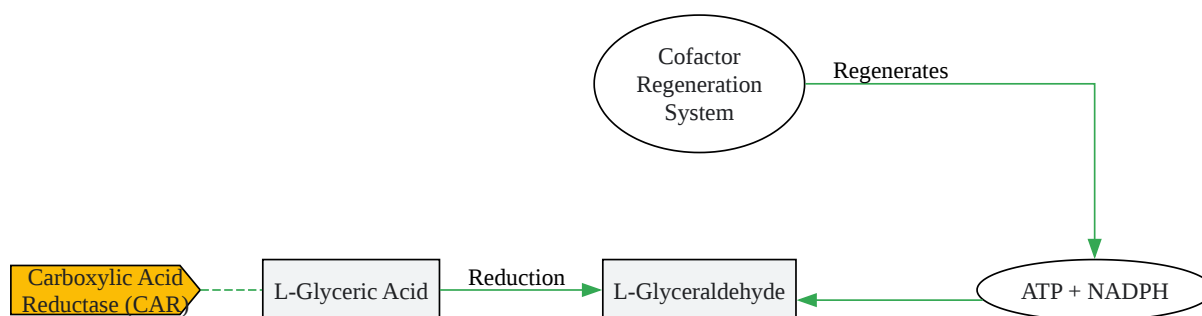 Cofactor
Regeneration
System
Regenerates
Carboxylic Acid
Reductase (CAR)
L-Glyceric Acid
Reduction
L-Glyceraldehyde
ATP + NADPH